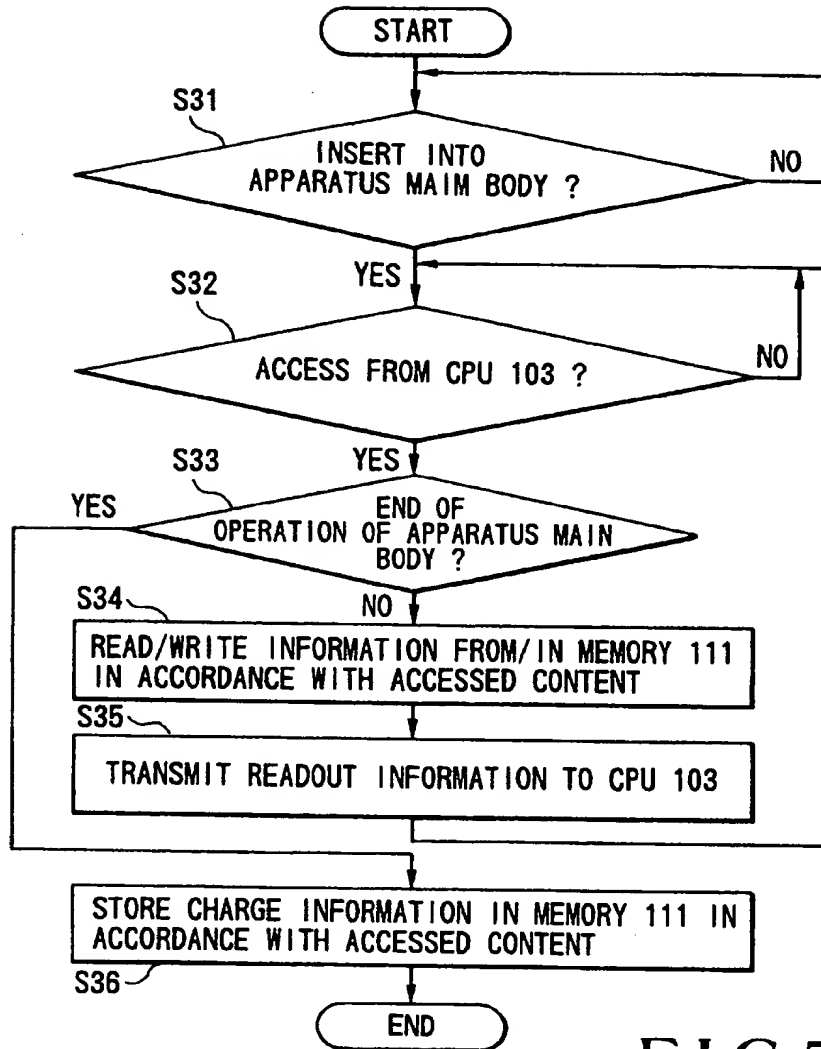 START
S31
INSERT INTO
APPARATUS MAIM BODY ?
NO
YES
S32
ACCESS FROM CPU 103 ?
NO
YES
S33
YES
END OF
OPERATION OF APPARATUS MAIN
BODY ?
NO
S34
READ/WRITE INFORMATION FROM/IN MEMORY 111
IN ACCORDANCE WITH ACCESSED CONTENT
S35
TRANSMIT READOUT INFORMATION TO CPU 103
STORE CHARGE INFORMATION IN MEMORY 111 IN
ACCORDANCE WITH ACCESSED CONTENT
S36
END